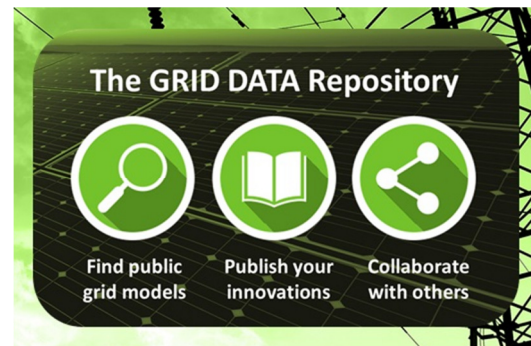 The GRID DATA Repository
Find public
grid models
Publish your
innovations
Collaborate
with others